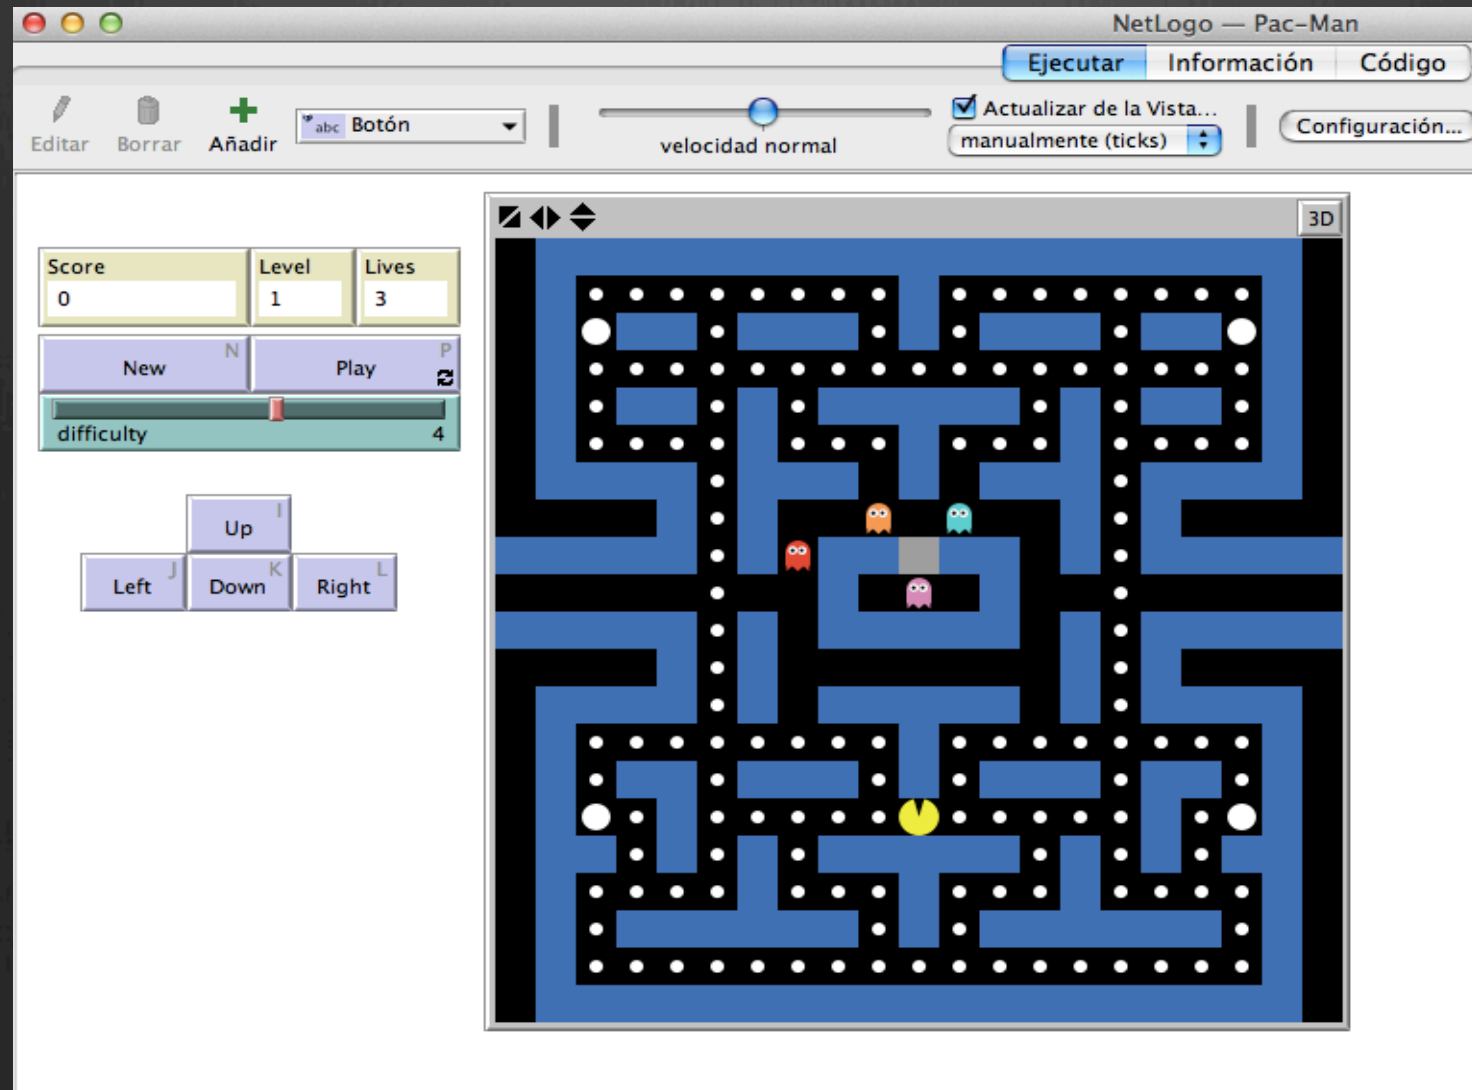 NetLogo — Pac-Man
Ejecutar Información Código
Editar Borrar Añadir
abc Botón
velocidad normal
Actualizar de la Vista...
manualmente (ticks)
Configuración...
3D
Score Level Lives
0 1 3
New N Play P
difficulty 4
Up I
Left J Down K Right L